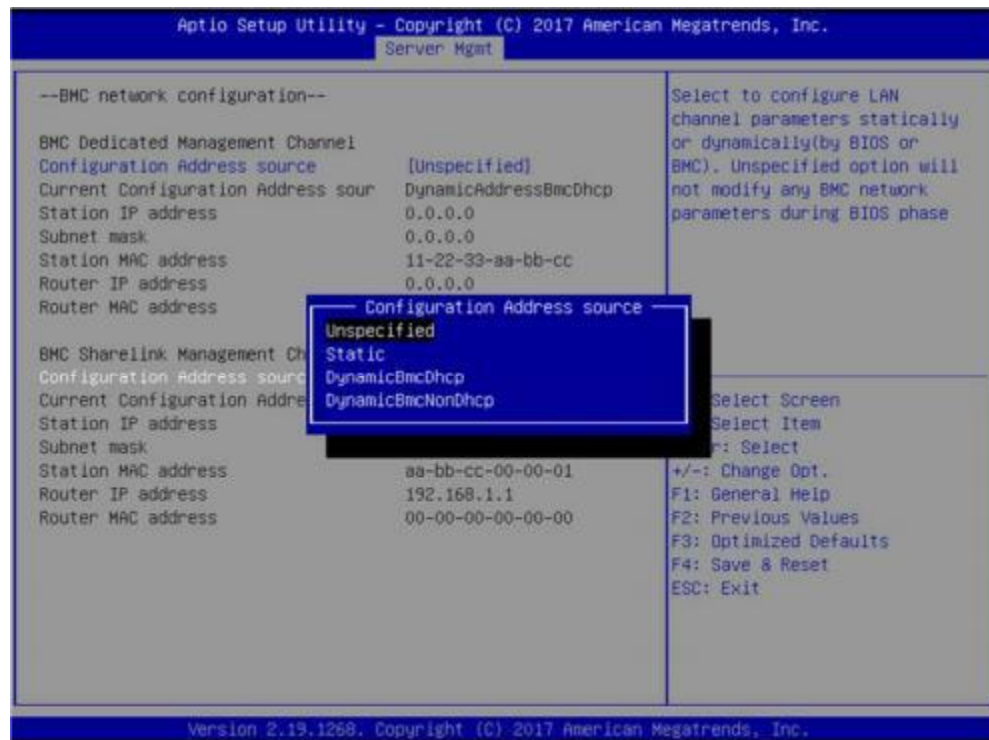 Aptio Setup Utility – Copyright (C) 2017 American Megatrends, Inc.
Server Mgmt
--BMC network configuration--
BMC Dedicated Management Channel
Configuration Address source [Unspecified]
Current Configuration Address sour DynamicAddressBmcDhcp
Station IP address 0.0.0.0
Subnet mask 0.0.0.0
Station MAC address 11-22-33-aa-bb-cc
Router IP address 0.0.0.0
Router MAC address
BMC Sharelink Management Ch
Configuration Address sourc
Current Configuration Addre
Station IP address
Subnet mask
Station MAC address aa-bb-cc-00-00-01
Router IP address 192.168.1.1
Router MAC address 00-00-00-00-00-00
Configuration Address source
Unspecified
Static
DynamicBmcDhcp
DynamicBmcNonDhcp
Select to configure LAN
channel parameters statically
or dynamically(by BIOS or
BMC). Unspecified option will
not modify any BMC network
parameters during BIOS phase
Select Screen
Select Item
r: Select
+/-: Change Opt.
F1: General Help
F2: Previous Values
F3: Optimized Defaults
F4: Save & Reset
ESC: Exit
Version 2.19.1268. Copyright (C) 2017 American Megatrends, Inc.